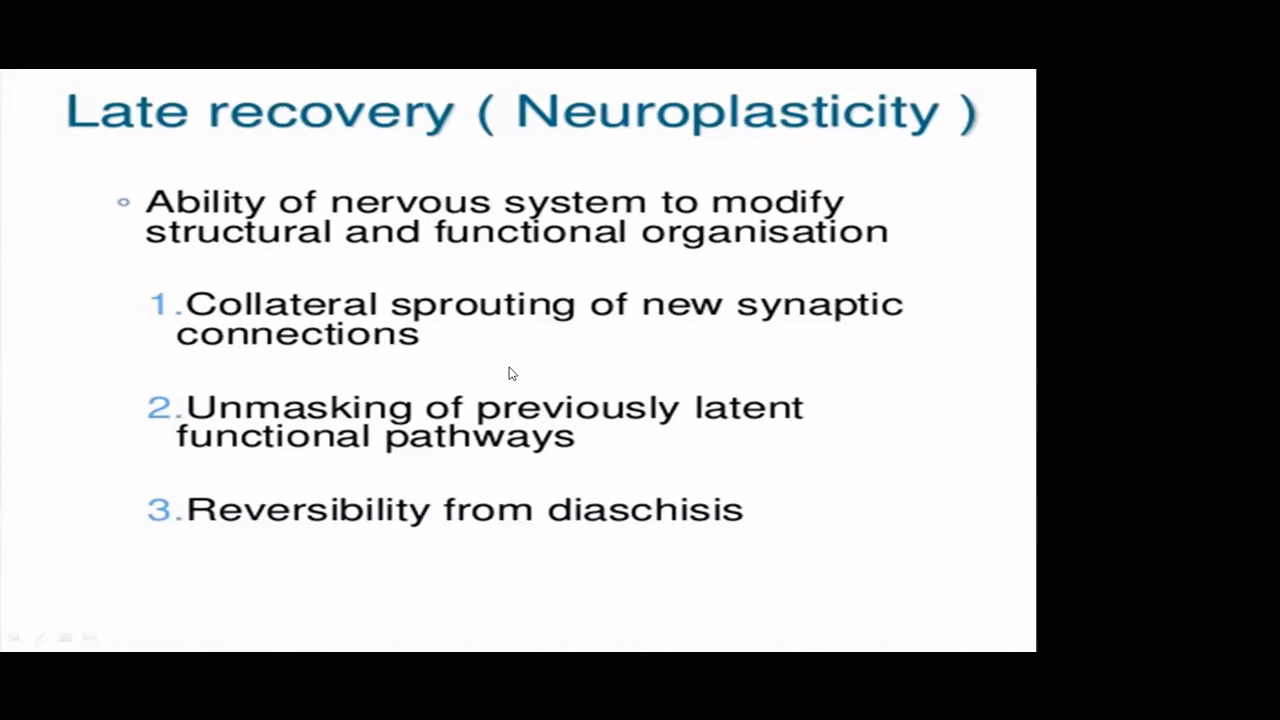 Late recovery ( Neuroplasticity )
Ability of nervous system to modify
structural and functional organisation
1.Collateral sprouting of new synaptic
connections
2.Unmasking of previously latent
functional pathways
3.Reversibility from diaschisis